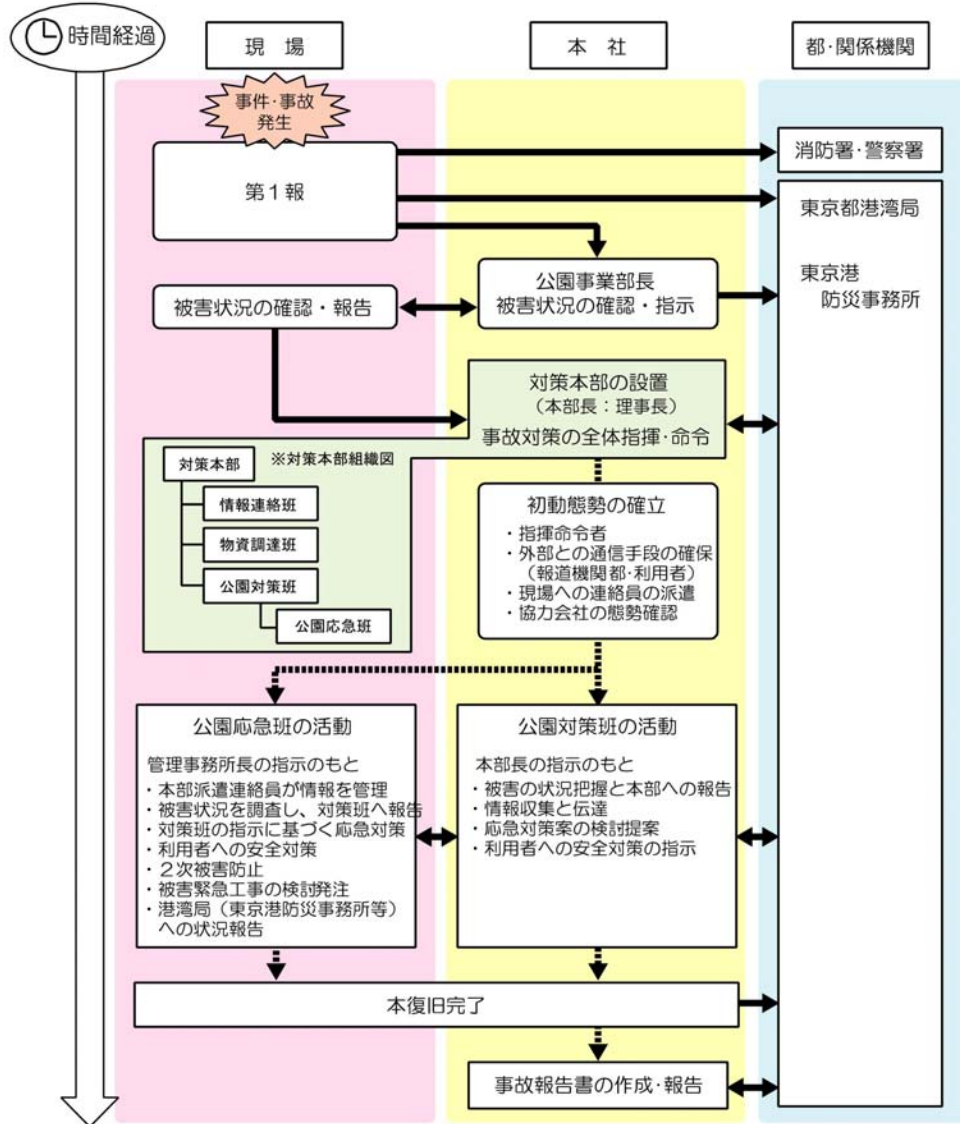 時間経過
現場
本社
都・関係機関
事件・事故
発生
第1報
消防署・警察署
東京都港湾局
東京港
防災事務所
公園事業部長
被害状況の確認・指示
被害状況の確認・報告
対策本部の設置
（本部長：理事長）
事故対策の全体指揮・命令
※対策本部組織図
対策本部
情報連絡班
物資調達班
公園対策班
公園応急班
初動態勢の確立
・指揮命令者
・外部との通信手段の確保
（報道機関都・利用者）
・現場への連絡員の派遣
・協力会社の態勢確認
公園応急班の活動
管理事務所長の指示のもと
・本部派遣連絡員が情報を管理
・被害状況を調査し、対策班へ報告
・対策班の指示に基づく応急対策
・利用者への安全対策
・２次被害防止
・被害緊急工事の検討発注
・港湾局（東京港防災事務所等）
への状況報告
公園対策班の活動
本部長の指示のもと
・被害の状況把握と本部への報告
・情報収集と伝達
・応急対策案の検討提案
・利用者への安全対策の指示
本復旧完了
事故報告書の作成・報告